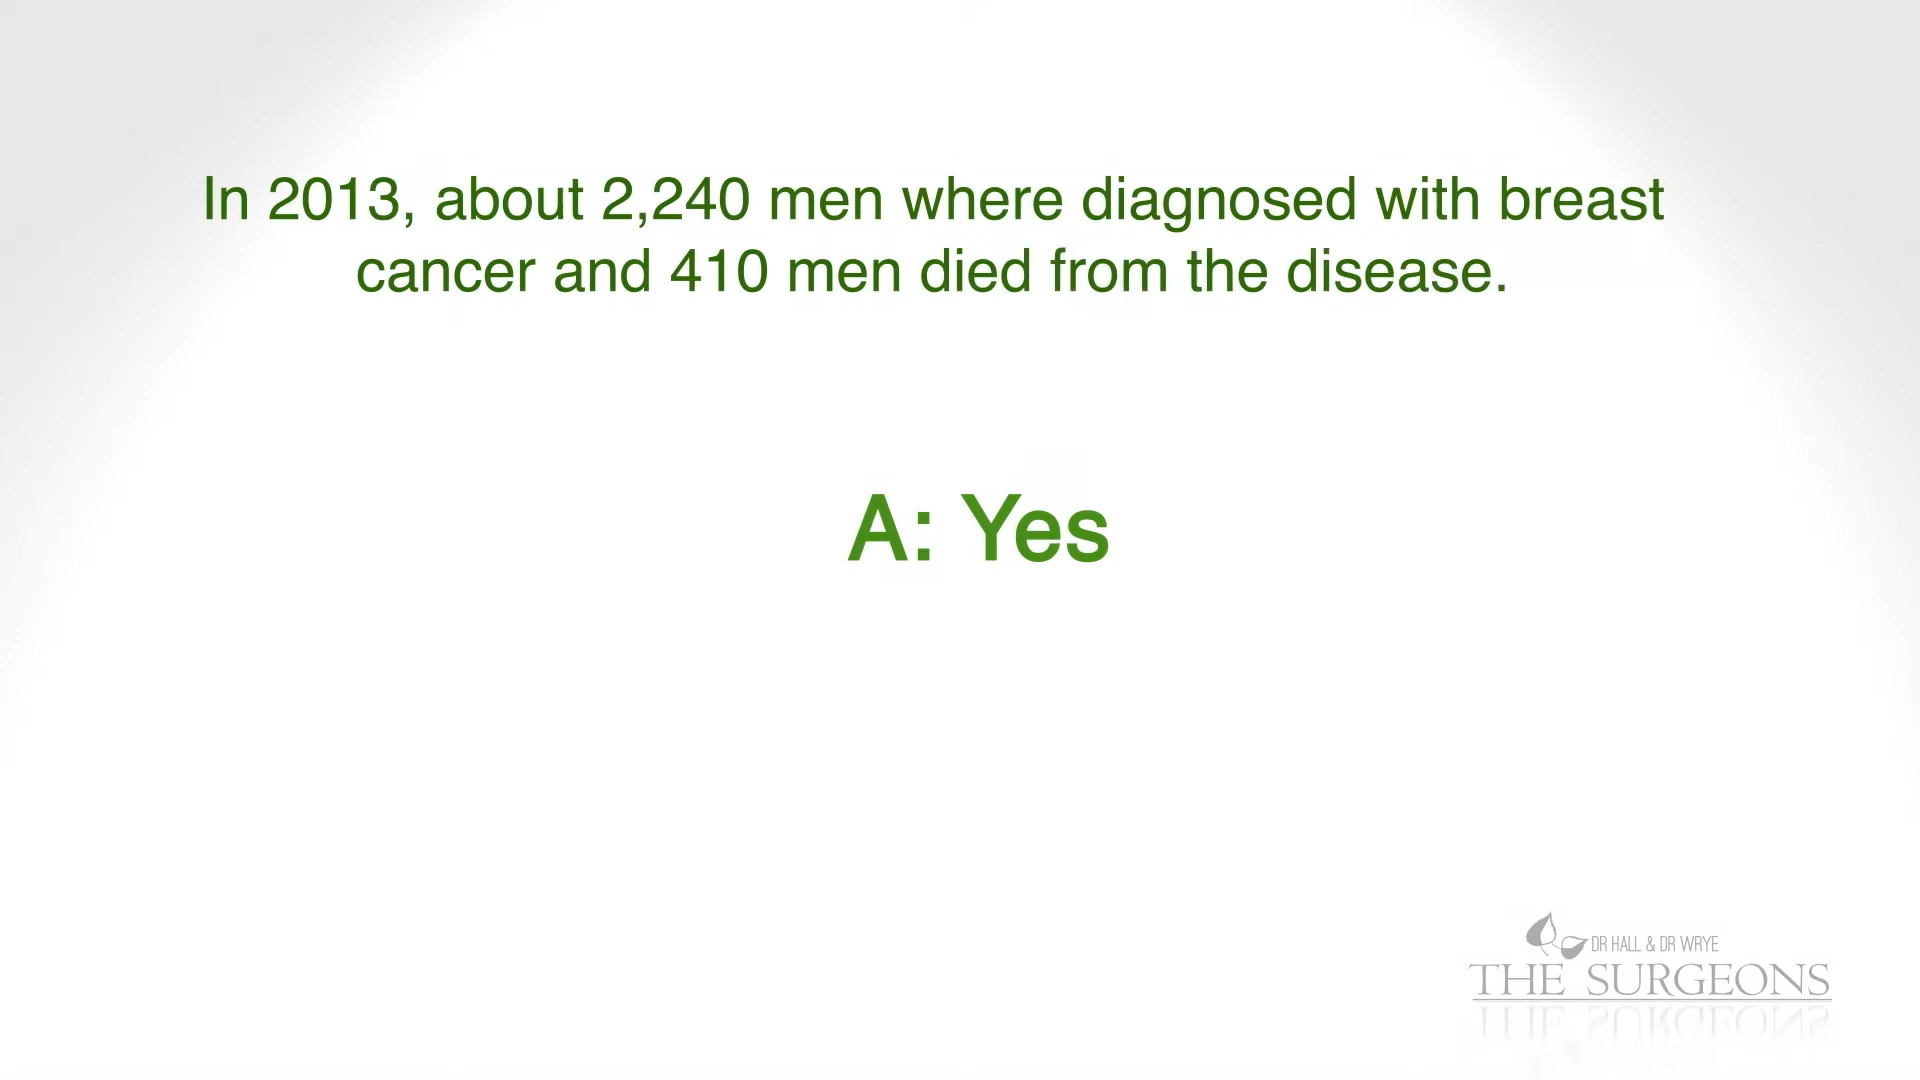 In 2013, about 2,240 men where diagnosed with breast
cancer and 410 men died from the disease.
A: Yes
DR HALL & DR WRYE
THE SURGEONS